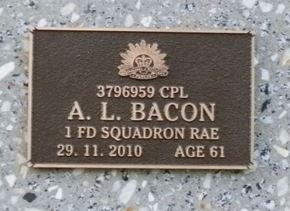 3796959 CPL
A. L. BACON
1 FD SQUADRON RAE
29. 11. 2010 AGE 61